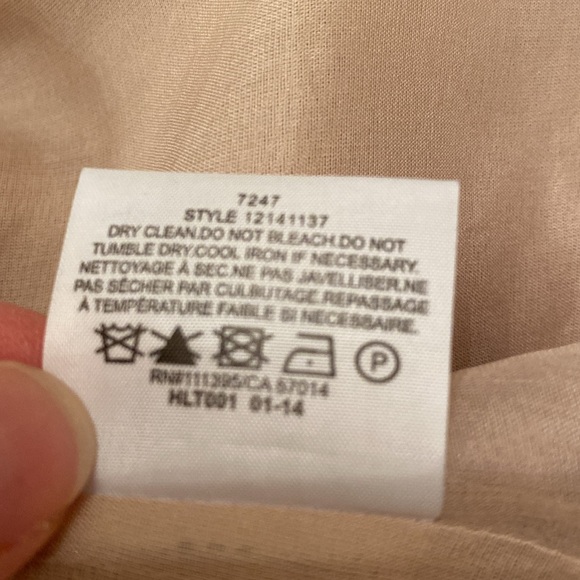 7247
STYLE 12141137
DRY CLEAN.DO NOT BLEACH.DO NOT
TUMBLE DRY.COOL IRON IF NECESSARY.
NETTOYAGE À SEC.NE PAS JAVELLISER.NE
PAS SÉCHER PAR CULBUTAGE.REPASSAGE
À TEMPÉRATURE FAIBLE SI NÉCESSAIRE.
P
RN#111395/CA 57014
HLT001 01-14